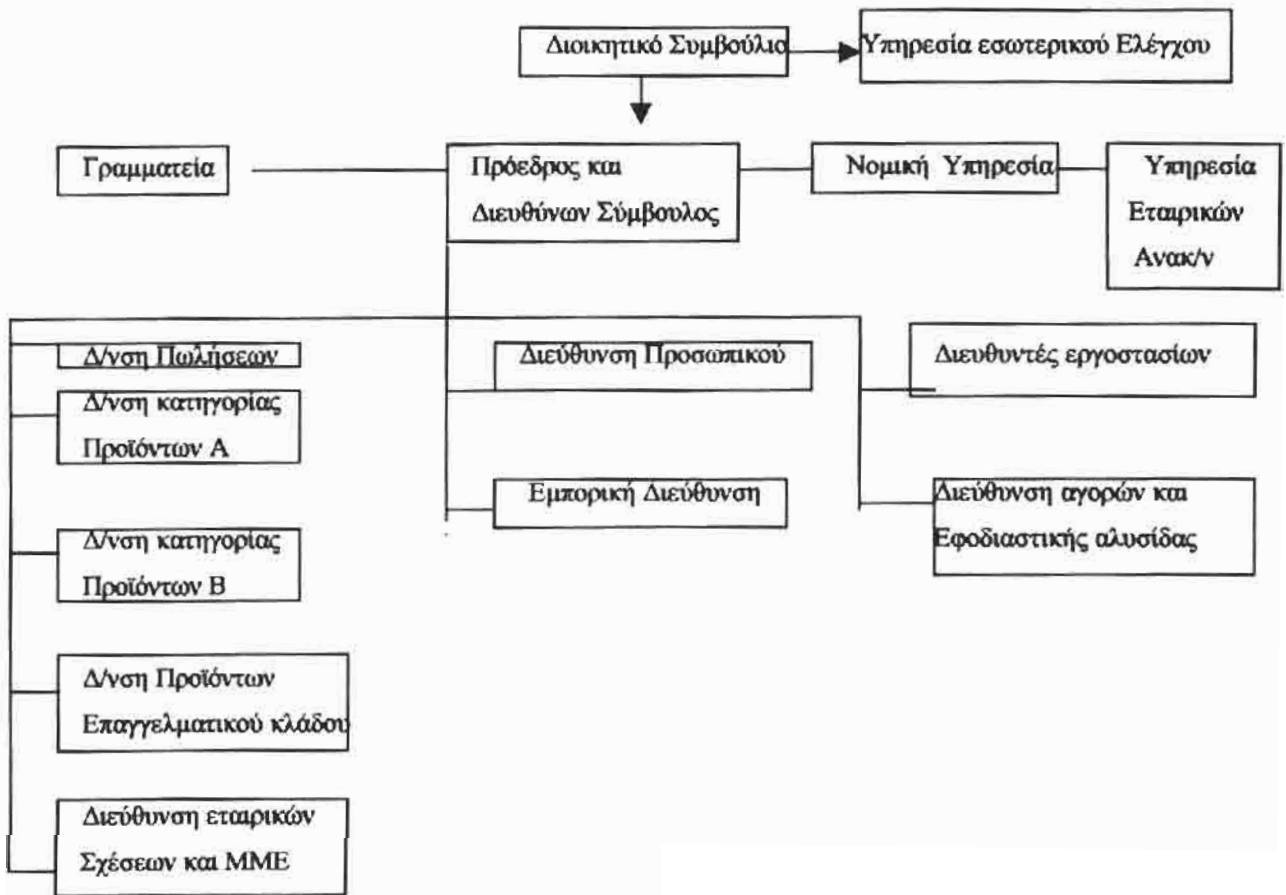 Διοικητικό Συμβούλιο
Υπηρεσία εσωτερικού Ελέγχου
Γραμματεία
Πρόεδρος και
Διευθύνων Σύμβουλος
Νομική Υπηρεσία
Υπηρεσία
Εταιρικών
Ανακ/ν
Δ/νση Πωλήσεων
Δ/νση κατηγορίας
Προϊόντων Α
Δ/νση κατηγορίας
Προϊόντων Β
Δ/νση Προϊόντων
Επαγγελματικού κλάδου
Διεύθυνση εταιρικών
Σχέσεων και ΜΜΕ
Διεύθυνση Προσωπικού
Εμπορική Διεύθυνση
Διευθυντές εργοστασίων
Διεύθυνση αγορών και
Εφοδιαστικής αλυσίδας